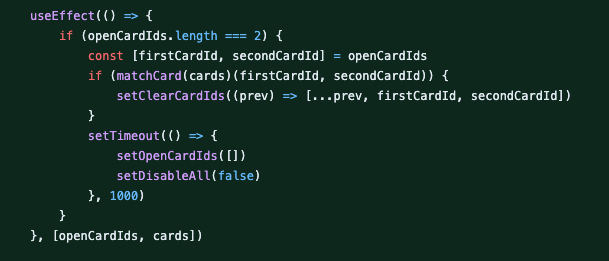 useEffect(() => {
    if (openCardIds.length === 2) {
        const [firstCardId, secondCardId] = openCardIds
        if (matchCard(cards)(firstCardId, secondCardId)) {
            setClearCardIds((prev) => [...prev, firstCardId, secondCardId])
        }
        setTimeout(() => {
            setOpenCardIds([])
            setDisableAll(false)
        }, 1000)
    }
}, [openCardIds, cards])